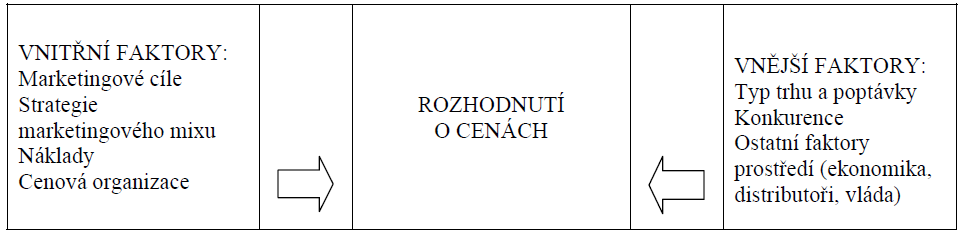 VNITŘNÍ FAKTORY:
Marketingové cíle
Strategie
marketingového mixu
Náklady
Cenová organizace
ROZHODNUTÍ
O CENÁCH
VNĚJŠÍ FAKTORY:
Typ trhu a poptávky
Konkurence
Ostatní faktory
prostředí (ekonomika,
distributoři, vláda)